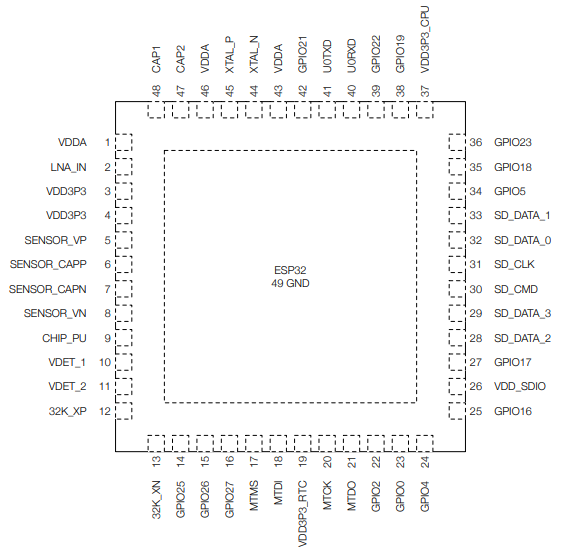 CAP1 48
CAP2 47
VDDA 46
XTAL_P 45
XTAL_N 44
VDDA 43
GPIO21 42
U0TXD 41
U0RXD 40
GPIO22 39
GPIO19 38
VDD3P3_CPU 37
VDDA 1
LNA_IN 2
VDD3P3 3
VDD3P3 4
SENSOR_VP 5
SENSOR_CAPP 6
SENSOR_CAPN 7
SENSOR_VN 8
CHIP_PU 9
VDET_1 10
VDET_2 11
32K_XP 12
ESP32
49 GND
36 GPIO23
35 GPIO18
34 GPIO5
33 SD_DATA_1
32 SD_DATA_0
31 SD_CLK
30 SD_CMD
29 SD_DATA_3
28 SD_DATA_2
27 GPIO17
26 VDD_SDIO
25 GPIO16
32K_XN 13
GPIO25 14
GPIO26 15
GPIO27 16
MTMS 17
MTDI 18
VDD3P3_RTC 19
MTCK 20
MTDO 21
GPIO2 22
GPIO0 23
GPIO4 24